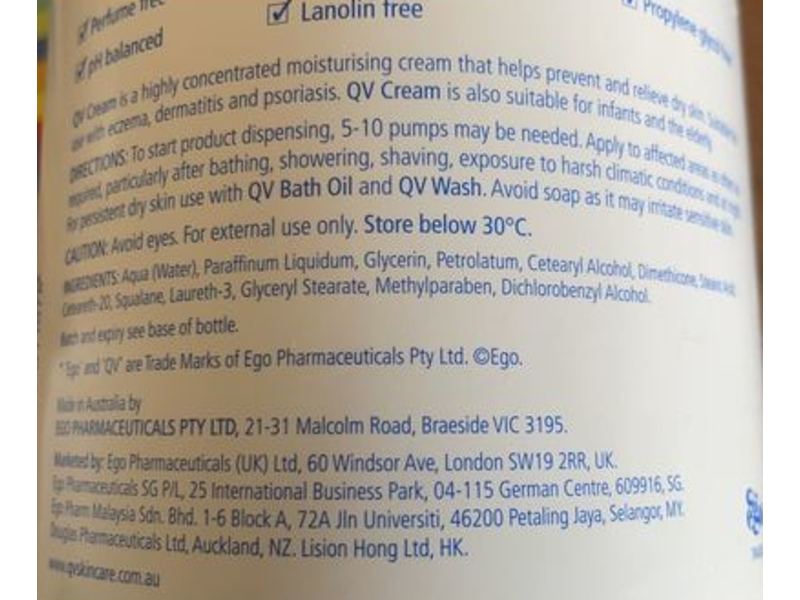 Perfume free
Lanolin free
Propylene glycol free
pH balanced
QV Cream is a highly concentrated moisturising cream that helps prevent and relieve dry skin. Suitable for
use with eczema, dermatitis and psoriasis. QV Cream is also suitable for infants and the elderly.
DIRECTIONS: To start product dispensing, 5-10 pumps may be needed. Apply to affected areas as often as
required, particularly after bathing, showering, shaving, exposure to harsh climatic conditions and at night.
For persistent dry skin use with QV Bath Oil and QV Wash. Avoid soap as it may irritate sensitive skin.
CAUTION: Avoid eyes. For external use only. Store below 30°C.
INGREDIENTS: Aqua (Water), Paraffinum Liquidum, Glycerin, Petrolatum, Cetearyl Alcohol, Dimethicone, Stearic Acid,
Ceteareth-20, Squalane, Laureth-3, Glyceryl Stearate, Methylparaben, Dichlorobenzyl Alcohol.
Batch and expiry see base of bottle.
"Ego" and "QV" are Trade Marks of Ego Pharmaceuticals Pty Ltd. ©Ego.
Made in Australia by
EGO PHARMACEUTICALS PTY LTD, 21-31 Malcolm Road, Braeside VIC 3195.
Marketed by: Ego Pharmaceuticals (UK) Ltd, 60 Windsor Ave, London SW19 2RR, UK.
Ego Pharmaceuticals SG P/L, 25 International Business Park, 04-115 German Centre, 609916, SG.
Ego Pharm Malaysia Sdn. Bhd. 1-6 Block A, 72A Jln Universiti, 46200 Petaling Jaya, Selangor, MY.
Douglas Pharmaceuticals Ltd, Auckland, NZ. Lision Hong Ltd, HK.
www.qvskincare.com.au